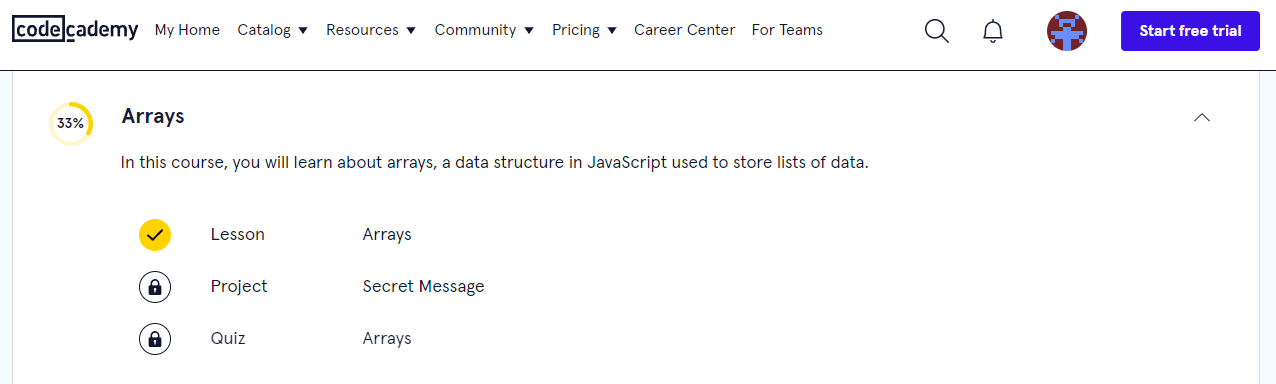 codecademy My Home Catalog Resources Community Pricing Career Center For Teams Start free trial
33% Arrays
In this course, you will learn about arrays, a data structure in JavaScript used to store lists of data.
Lesson Arrays
Project Secret Message
Quiz Arrays